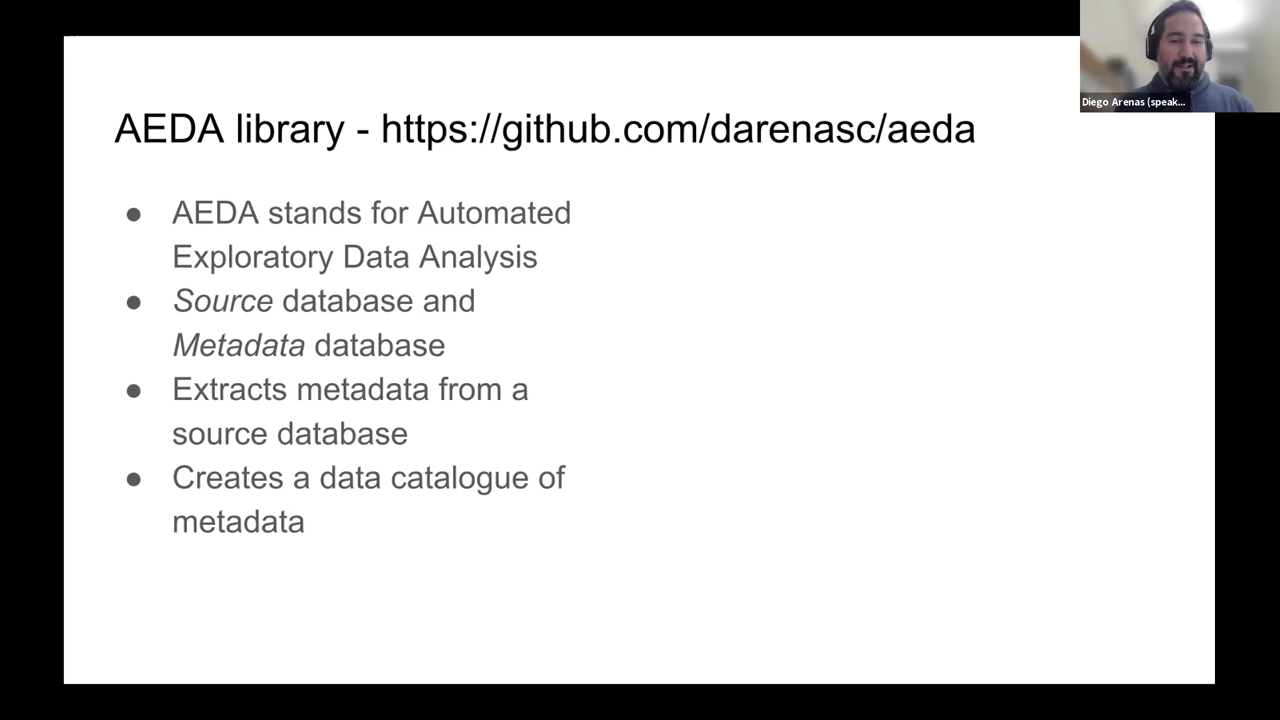 AEDA library - https://github.com/darenasc/aeda
● AEDA stands for Automated
Exploratory Data Analysis
● Source database and
Metadata database
● Extracts metadata from a
source database
● Creates a data catalogue of
metadata
Diego Arenas (speak...